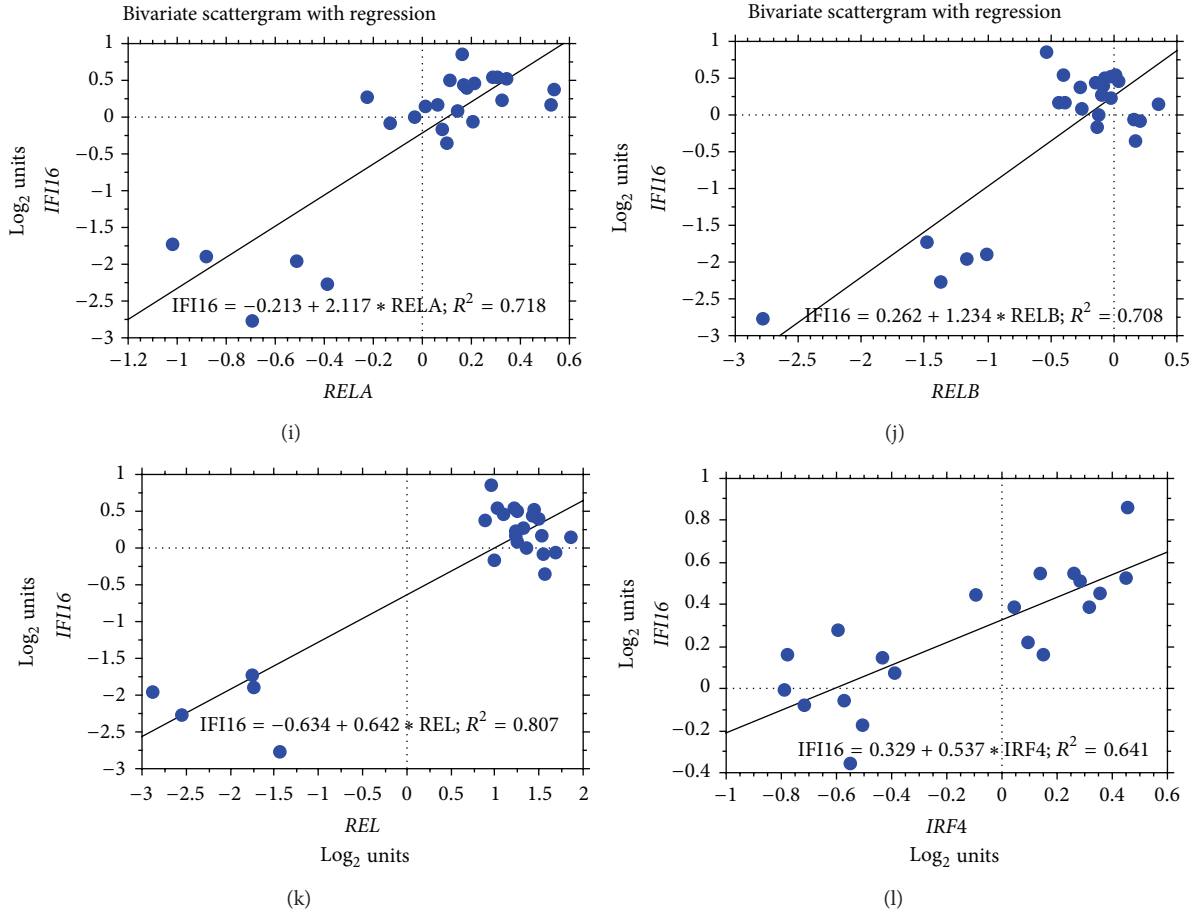 Bivariate scattergram with regression
1
0.5
0
−0.5
−1
−1.5
−2
−2.5
−3
Log2 units
IFI16
IFI16 = −0.213 + 2.117 ∗ RELA; R2 = 0.718
−1.2 −1 −0.8 −0.6 −0.4 −0.2 0 0.2 0.4 0.6
RELA
(i)
Bivariate scattergram with regression
1
0.5
0
−0.5
−1
−1.5
−2
−2.5
−3
Log2 units
IFI16
IFI16 = 0.262 + 1.234 ∗ RELB; R2 = 0.708
−3 −2.5 −2 −1.5 −1 −0.5 0 0.5
RELB
(j)
1
0.5
0
−0.5
−1
−1.5
−2
−2.5
−3
Log2 units
IFI16
IFI16 = −0.634 + 0.642 ∗ REL; R2 = 0.807
−3 −2.5 −2 −1.5 −1 −0.5 0 0.5 1 1.5 2
REL
Log2 units
(k)
1
0.8
0.6
0.4
0.2
0
−0.2
−0.4
Log2 units
IFI16
IFI16 = 0.329 + 0.537 ∗ IRF4; R2 = 0.641
−1 −0.8 −0.6 −0.4 −0.2 0 0.2 0.4 0.6
IRF4
Log2 units
(l)